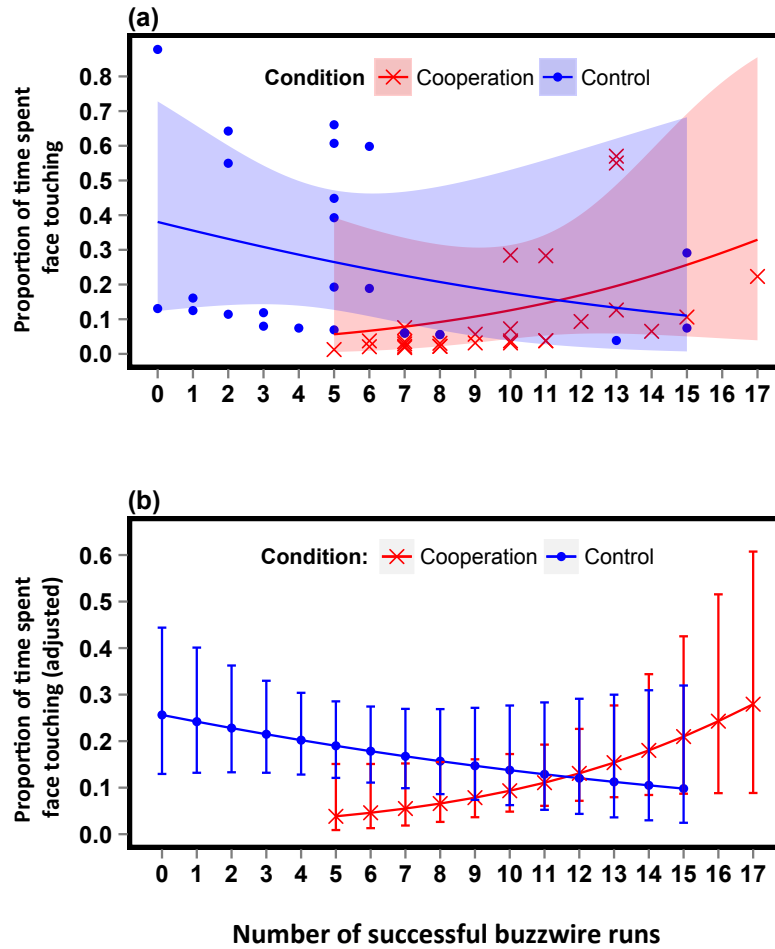 (a)
Condition Cooperation Control
Proportion of time spent
face touching
0.8
0.7
0.6
0.5
0.4
0.3
0.2
0.1
0.0
0 1 2 3 4 5 6 7 8 9 10 11 12 13 14 15 16 17
(b)
Condition: Cooperation Control
Proportion of time spent
face touching (adjusted)
0.6
0.5
0.4
0.3
0.2
0.1
0.0
0 1 2 3 4 5 6 7 8 9 10 11 12 13 14 15 16 17
Number of successful buzzwire runs